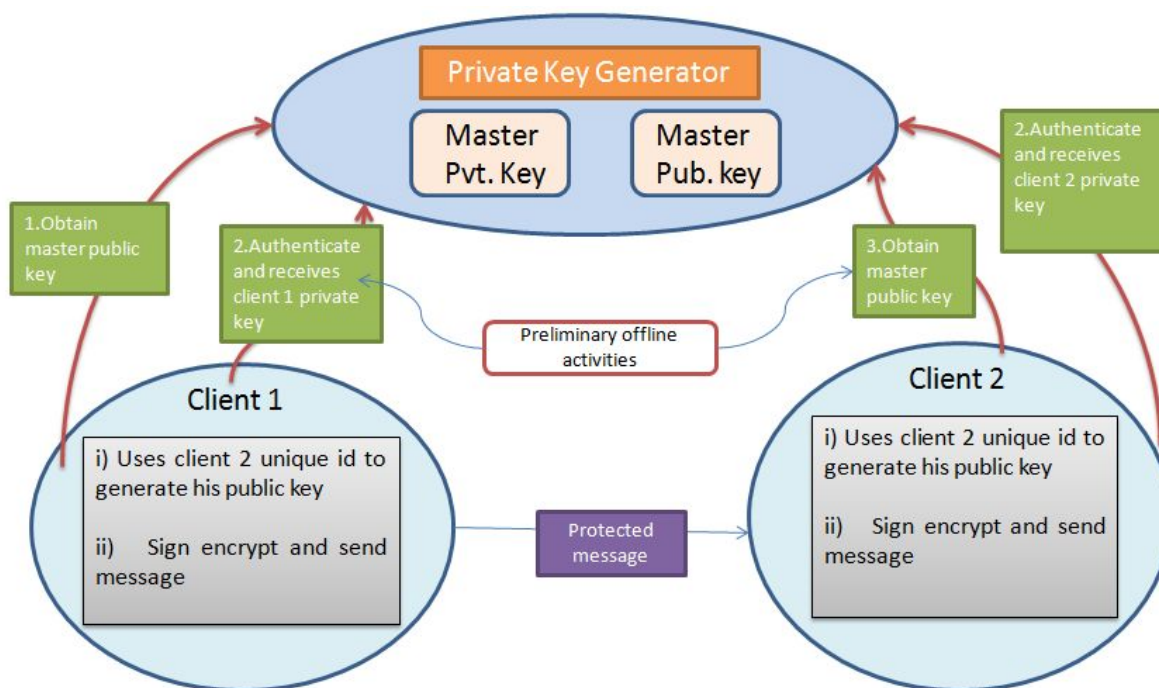 Private Key Generator
Master
Pvt. Key
Master
Pub. key
1.Obtain
master public
key
2.Authenticate
and receives
client 1 private
key
3.Obtain
master
public key
2.Authenticate
and receives
client 2 private
key
Preliminary offline
activities
Client 1
i) Uses client 2 unique id to
generate his public key
ii) Sign encrypt and send
message
Protected
message
Client 2
i) Uses client 2 unique id to
generate his public key
ii) Sign encrypt and send
message